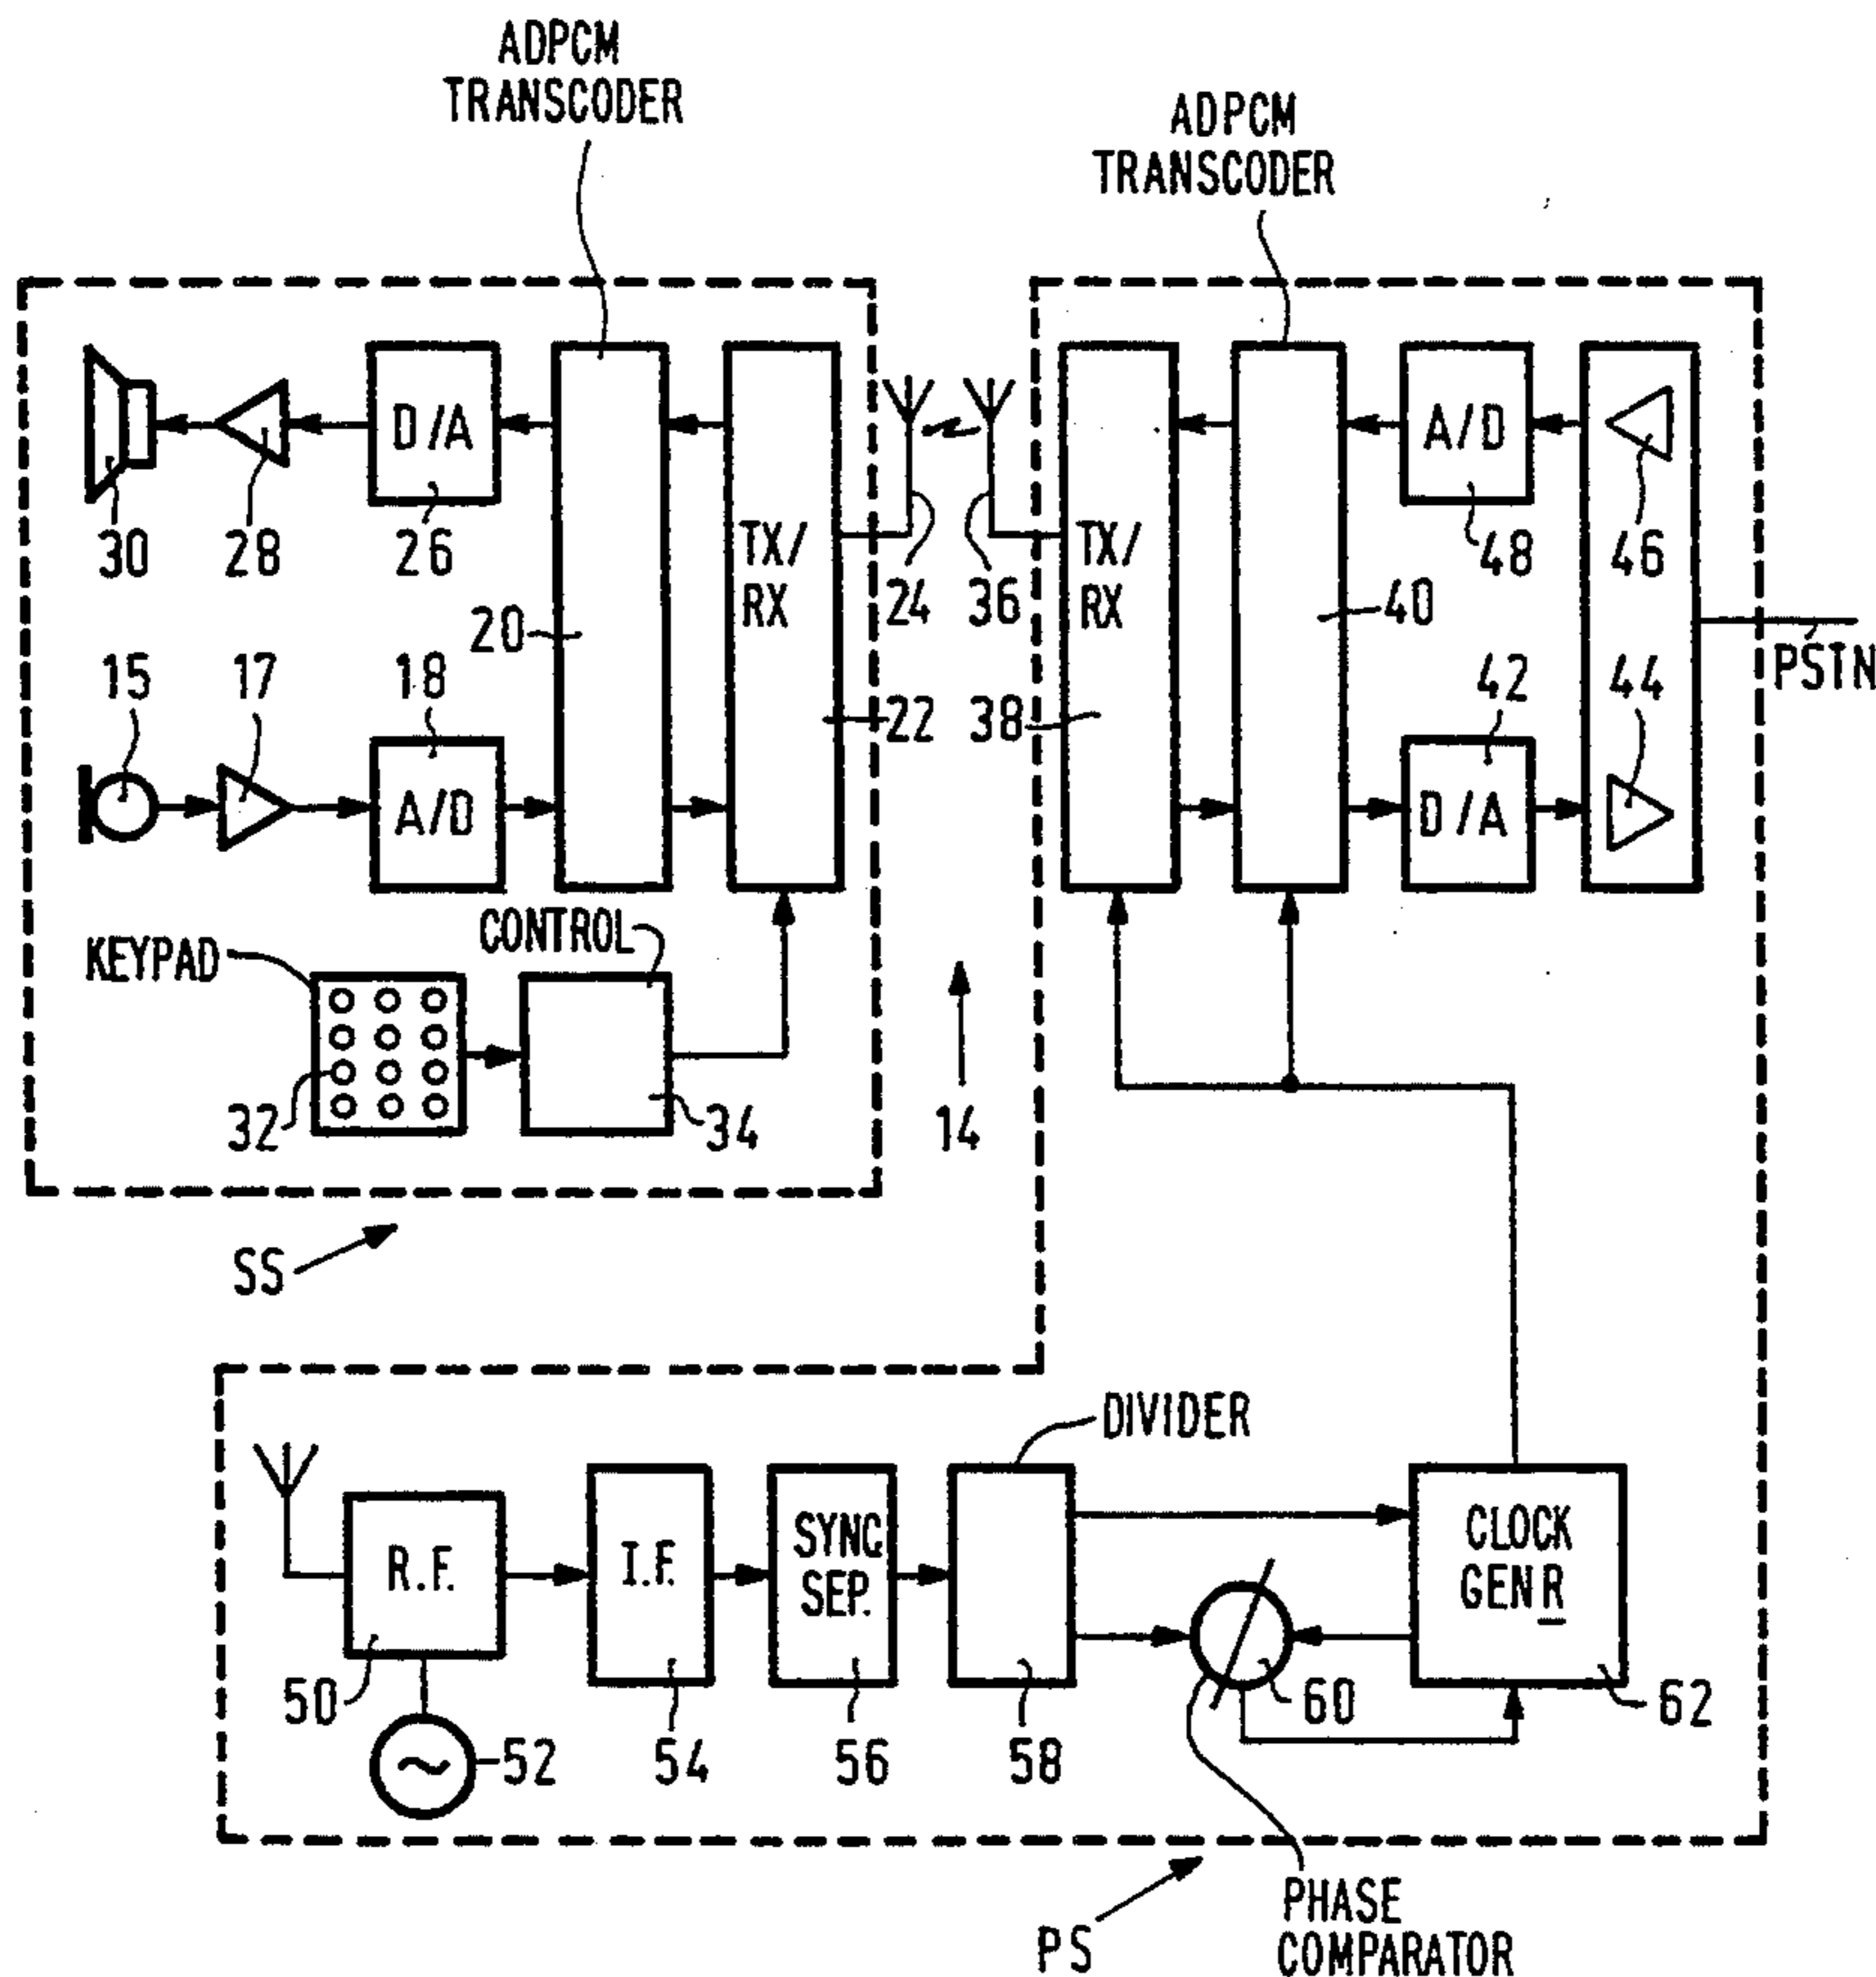 ADPCM
TRANSCODER
ADPCM
TRANSCODER
D/A
A/D
30
28
26
TX/
RX
24
36
TX/
RX
48
46
20
40
15
17
18
22
38
42
44
PSTN
A/D
D/A
KEYPAD
CONTROL
32
34
14
SS
DIVIDER
R.F.
I.F.
SYNC
SEP.
CLOCK
GENR
50
52
54
56
58
60
62
PS
PHASE
COMPARATOR